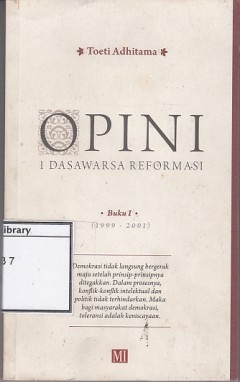 Toeti Adhitama
OPINI
1 DASAWARSA REFORMASI
• Buku I •
(1999 - 2001)
Library
37
Demokrasi tidak langsung bergerak
maju setelah prinsip-prinsipnya
ditegakkan. Dalam prosesnya,
konflik-konflik intelektual dan
politik tidak terhindarkan. Maka
bagi masyarakat demokrasi,
toleransi adalah keniscayaan.
MI